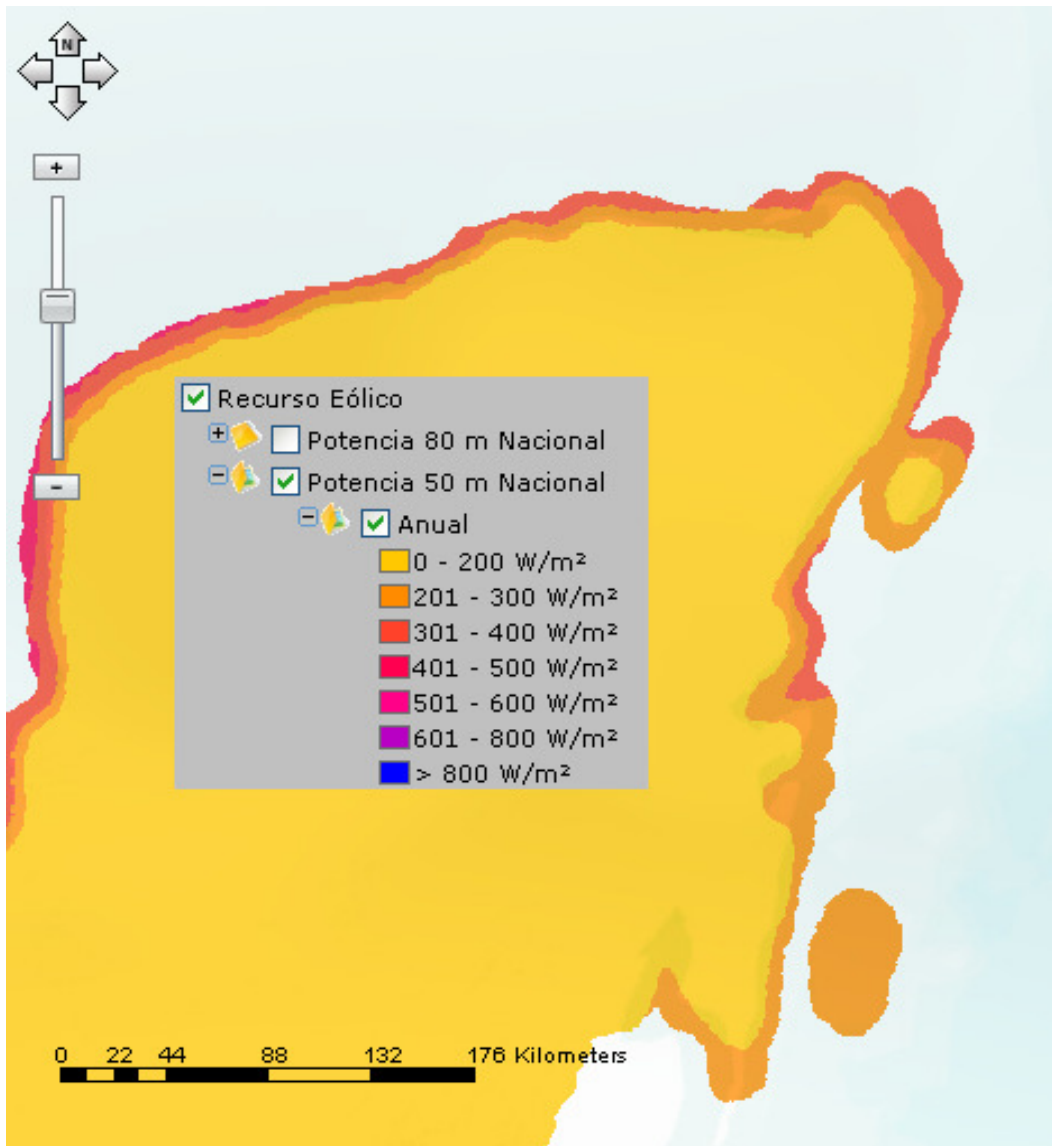 N
+
Recurso Eólico
Potencia 80 m Nacional
Potencia 50 m Nacional
Anual
0 - 200 W/m²
201 - 300 W/m²
301 - 400 W/m²
401 - 500 W/m²
501 - 600 W/m²
601 - 800 W/m²
> 800 W/m²
-
0 22 44 88 132 176 Kilometers